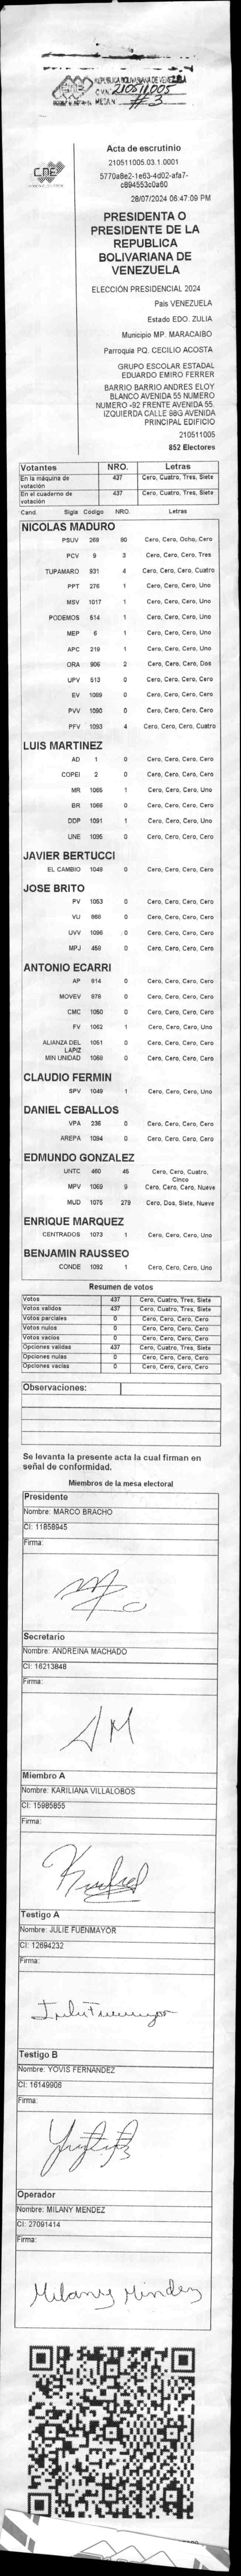 REPUBLICA BOLIVARIANA DE VENEZUELA
210511005
#3
CNE
Acta de escrutinio
210511005.03.1.0001
5770a8e2-1e63-4d02-afa7-
c894553c0a60
28/07/2024 06:47:09 PM
PRESIDENTA O
PRESIDENTE DE LA
REPUBLICA
BOLIVARIANA DE
VENEZUELA
ELECCIÓN PRESIDENCIAL 2024
País VENEZUELA
Estado EDO. ZULIA
Municipio MP. MARACAIBO
Parroquia PQ. CECILIO ACOSTA
GRUPO ESCOLAR ESTADAL
EDUARDO EMIRO FERRER
BARRIO BARRIO ANDRES ELOY
BLANCO AVENIDA 55 NUMERO
NUMERO -92 FRENTE AVENIDA 55.
IZQUIERDA CALLE 98G AVENIDA
PRINCIPAL EDIFICIO
210511005
852 Electores
Votantes NRO. Letras
En la máquina de votación 437 Cero, Cuatro, Tres, Siete
En el cuaderno de votación 437 Cero, Cuatro, Tres, Siete
Cand. Sigla Código NRO. Letras
NICOLAS MADURO
PSUV 268 80 Cero, Cero, Ocho, Cero
PCV 9 3 Cero, Cero, Cero, Tres
TUPAMARO 931 4 Cero, Cero, Cero, Cuatro
PPT 276 1 Cero, Cero, Cero, Uno
MSV 1017 1 Cero, Cero, Cero, Uno
PODEMOS 514 1 Cero, Cero, Cero, Uno
MEP 6 1 Cero, Cero, Cero, Uno
APC 219 1 Cero, Cero, Cero, Uno
ORA 906 2 Cero, Cero, Cero, Dos
UPV 513 0 Cero, Cero, Cero, Cero
EV 1089 0 Cero, Cero, Cero, Cero
PVV 1090 0 Cero, Cero, Cero, Cero
PFV 1093 4 Cero, Cero, Cero, Cuatro
LUIS MARTINEZ
AD 1 0 Cero, Cero, Cero, Cero
COPEI 2 0 Cero, Cero, Cero, Cero
MR 1065 1 Cero, Cero, Cero, Uno
BR 1066 0 Cero, Cero, Cero, Cero
DDP 1091 1 Cero, Cero, Cero, Uno
UNE 1095 0 Cero, Cero, Cero, Cero
JAVIER BERTUCCI
EL CAMBIO 1048 0 Cero, Cero, Cero, Cero
JOSE BRITO
PV 1053 0 Cero, Cero, Cero, Cero
VU 866 0 Cero, Cero, Cero, Cero
UVV 1096 0 Cero, Cero, Cero, Cero
MPJ 458 0 Cero, Cero, Cero, Cero
ANTONIO ECARRI
AP 814 0 Cero, Cero, Cero, Cero
MOVEV 978 0 Cero, Cero, Cero, Cero
CMC 1050 0 Cero, Cero, Cero, Cero
FV 1062 1 Cero, Cero, Cero, Uno
ALIANZA DEL LAPIZ 1051 0 Cero, Cero, Cero, Cero
MIN UNIDAD 1068 0 Cero, Cero, Cero, Cero
CLAUDIO FERMIN
SPV 1049 1 Cero, Cero, Cero, Uno
DANIEL CEBALLOS
VPA 236 0 Cero, Cero, Cero, Cero
AREPA 1094 0 Cero, Cero, Cero, Cero
EDMUNDO GONZALEZ
UNTC 460 45 Cero, Cero, Cuatro, Cinco
MPV 1069 9 Cero, Cero, Cero, Nueve
MUD 1075 279 Cero, Dos, Siete, Nueve
ENRIQUE MARQUEZ
CENTRADOS 1073 1 Cero, Cero, Cero, Uno
BENJAMIN RAUSSEO
CONDE 1092 1 Cero, Cero, Cero, Uno
Resumen de votos
Votos 437 Cero, Cuatro, Tres, Siete
Votos validos 437 Cero, Cuatro, Tres, Siete
Votos parciales 0 Cero, Cero, Cero, Cero
Votos nulos 0 Cero, Cero, Cero, Cero
Votos vacios 0 Cero, Cero, Cero, Cero
Opciones validas 437 Cero, Cuatro, Tres, Siete
Opciones nulas 0 Cero, Cero, Cero, Cero
Opciones vacias 0 Cero, Cero, Cero, Cero
Observaciones:
Se levanta la presente acta la cual firman en
señal de conformidad.
Miembros de la mesa electoral
Presidente
Nombre: MARCO BRACHO
CI: 11858945
Firma:
Secretario
Nombre: ANDREINA MACHADO
CI: 16213848
Firma:
AM
Miembro A
Nombre: KARILIANA VILLALOBOS
CI: 15985855
Firma:
Testigo A
Nombre: JULIE FUENMAYOR
CI: 12694232
Firma:
Testigo B
Nombre: YOVIS FERNANDEZ
CI: 16149906
Firma:
Operador
Nombre: MILANY MENDEZ
CI: 27091414
Firma:
Milany Mendez